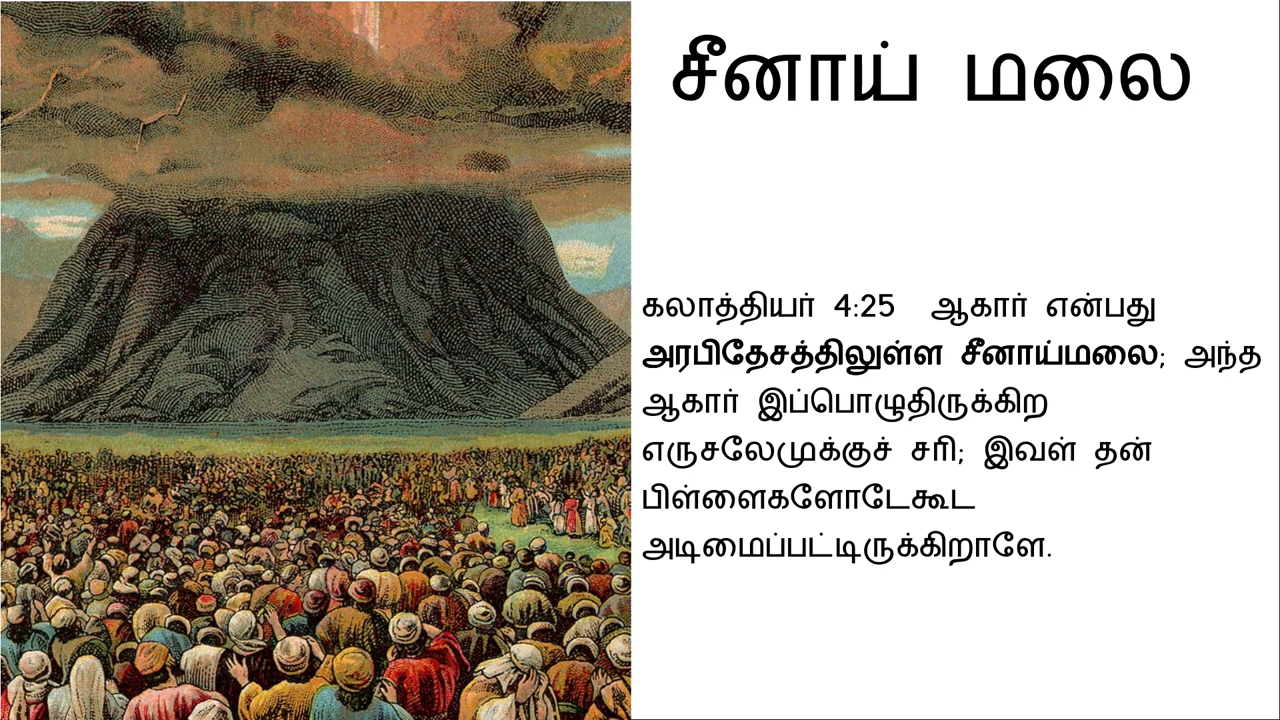 சீனாய் மலை
கலாத்தியர் 4:25 ஆகார் என்பது
அரபிதேசத்திலுள்ள சீனாய்மலை; அந்த
ஆகார் இப்பொழுதிருக்கிற
எருசலேமுக்குச் சரி; இவள் தன்
பிள்ளைகளோடேகூட
அடிமைப்பட்டிருக்கிறாளே.